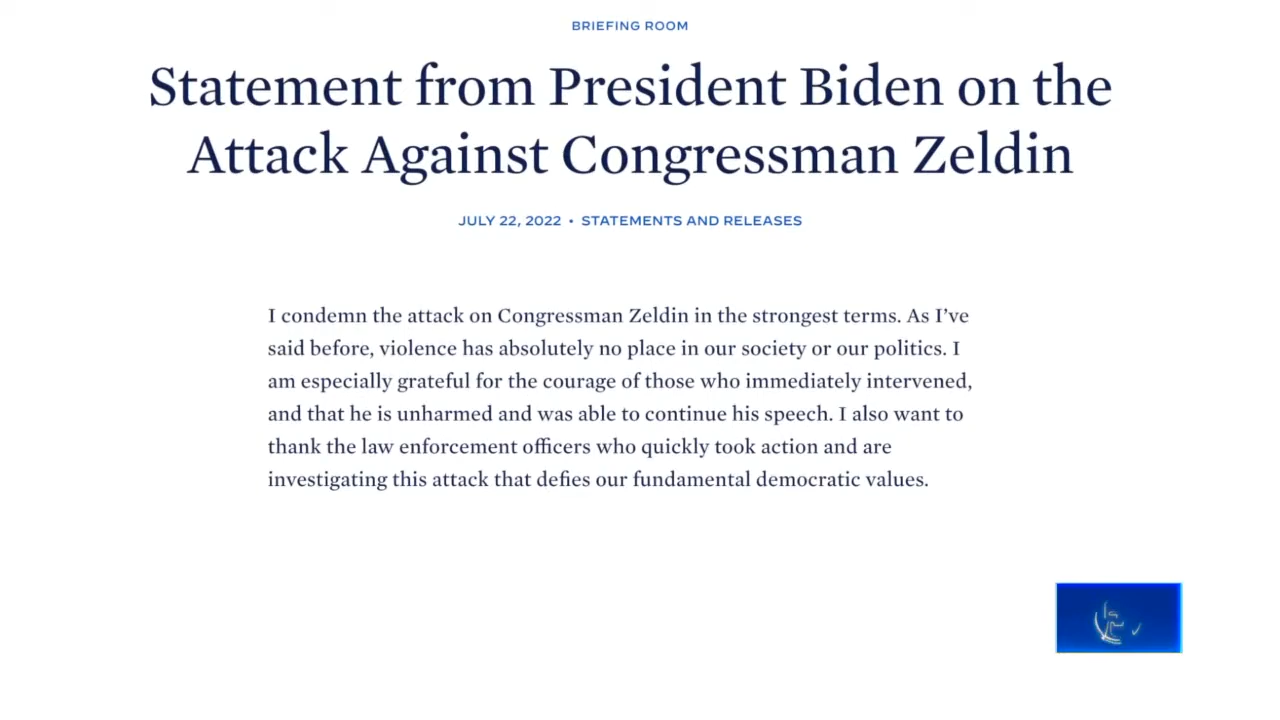 BRIEFING ROOM
Statement from President Biden on the
Attack Against Congressman Zeldin
JULY 22, 2022 • STATEMENTS AND RELEASES
I condemn the attack on Congressman Zeldin in the strongest terms. As I’ve
said before, violence has absolutely no place in our society or our politics. I
am especially grateful for the courage of those who immediately intervened,
and that he is unharmed and was able to continue his speech. I also want to
thank the law enforcement officers who quickly took action and are
investigating this attack that defies our fundamental democratic values.